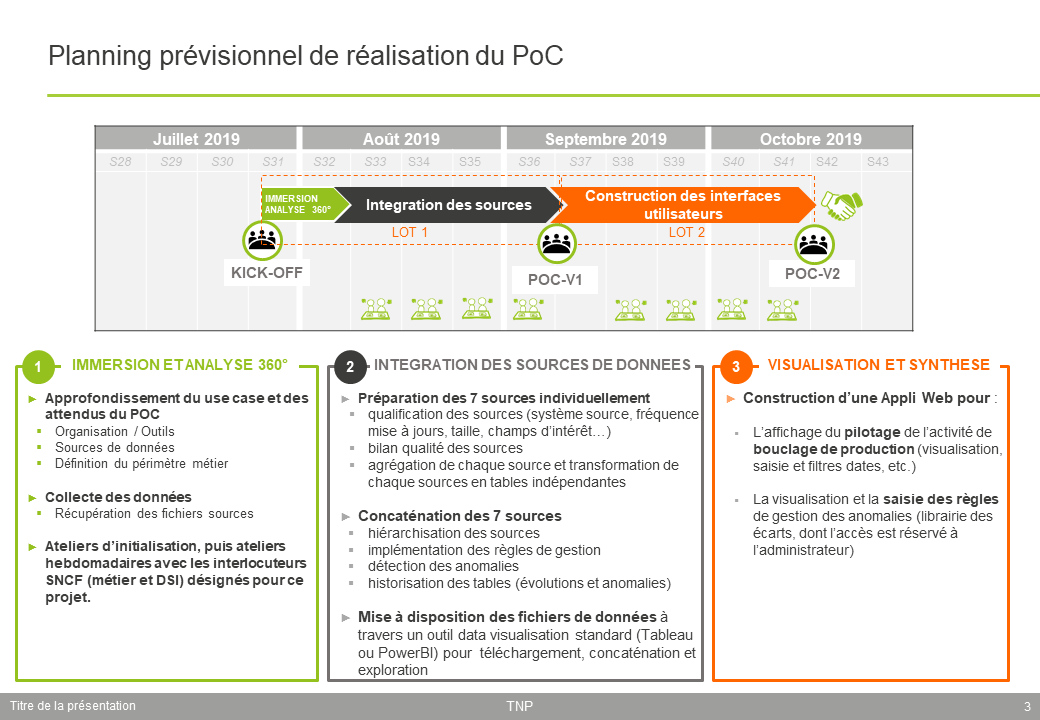 Planning prévisionnel de réalisation du PoC
Juillet 2019 Août 2019 Septembre 2019 Octobre 2019
S28 S29 S30 S31 S32 S33 S34 S35 S36 S37 S38 S39 S40 S41 S42 S43
IMMERSION
ANALYSE 360°
Integration des sources
Construction des interfaces
utilisateurs
LOT 1 LOT 2
KICK-OFF
POC-V1
POC-V2
1 IMMERSION ET ANALYSE 360°
► Approfondissement du use case et des
attendus du POC
▪ Organisation / Outils
▪ Sources de données
▪ Définition du périmètre métier
► Collecte des données
▪ Récupération des fichiers sources
► Ateliers d’initialisation, puis ateliers
hebdomadaires avec les interlocuteurs
SNCF (métier et DSI) désignés pour ce
projet.
2 INTEGRATION DES SOURCES DE DONNEES
► Préparation des 7 sources individuellement
▪ qualification des sources (système source, fréquence
mise à jours, taille, champs d’intérêt…)
▪ bilan qualité des sources
▪ agrégation de chaque source et transformation de
chaque sources en tables indépendantes
► Concaténation des 7 sources
▪ hiérarchisation des sources
▪ implémentation des règles de gestion
▪ détection des anomalies
▪ historisation des tables (évolutions et anomalies)
► Mise à disposition des fichiers de données à
travers un outil data visualisation standard (Tableau
ou PowerBI) pour téléchargement, concaténation et
exploration
3 VISUALISATION ET SYNTHESE
► Construction d’une Appli Web pour :
▪ L’affichage du pilotage de l’activité de
bouclage de production (visualisation,
saisie et filtres dates, etc.)
▪ La visualisation et la saisie des règles
de gestion des anomalies (librairie des
écarts, dont l’accès est réservé à
l’administrateur)
Titre de la présentation TNP 3